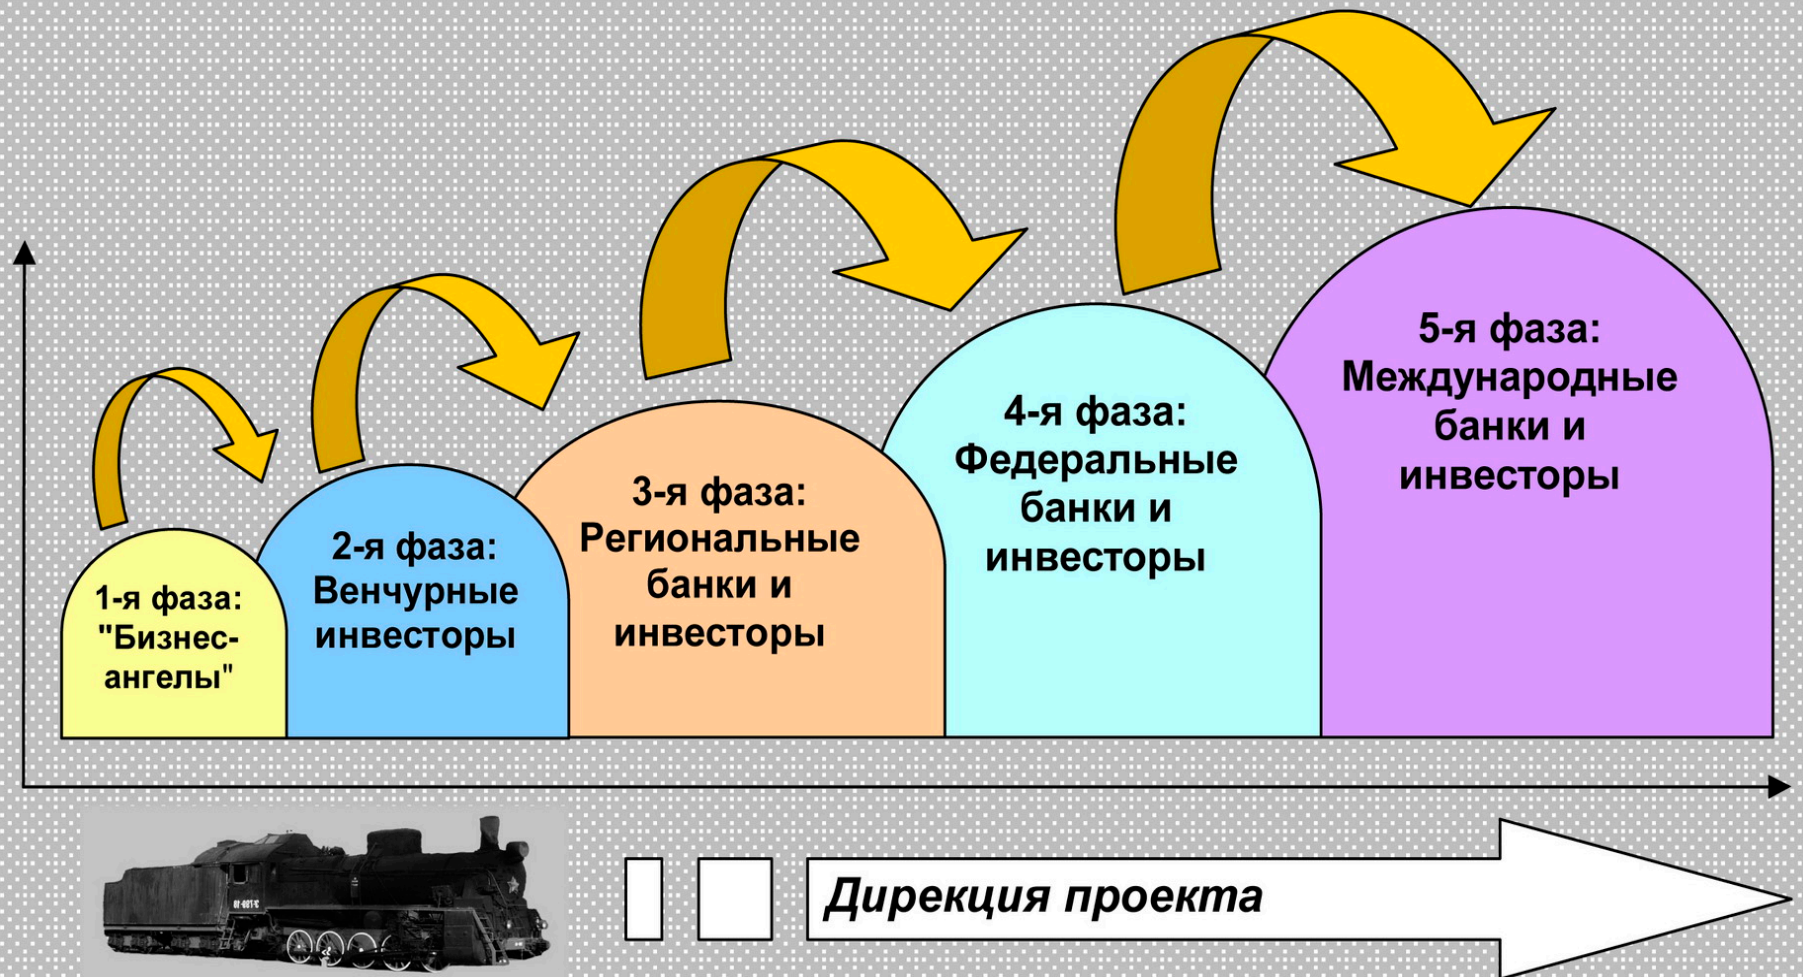 1-я фаза:
"Бизнес-
ангелы"
2-я фаза:
Венчурные
инвесторы
3-я фаза:
Региональные
банки и
инвесторы
4-я фаза:
Федеральные
банки и
инвесторы
5-я фаза:
Международные
банки и
инвесторы
Дирекция проекта